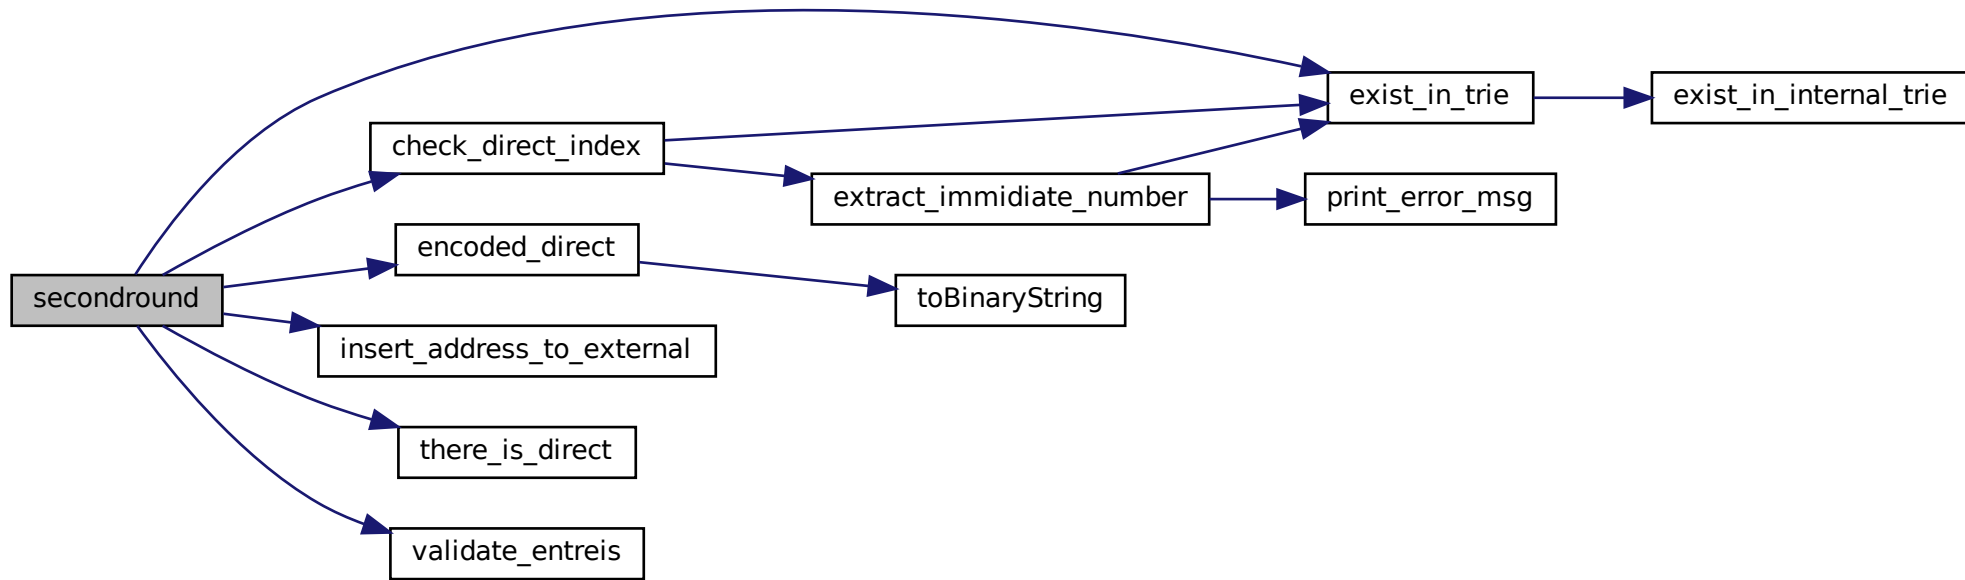 secondround
check_direct_index
exist_in_trie
exist_in_internal_trie
extract_immidiate_number
print_error_msg
encoded_direct
toBinaryString
insert_address_to_external
there_is_direct
validate_entreis